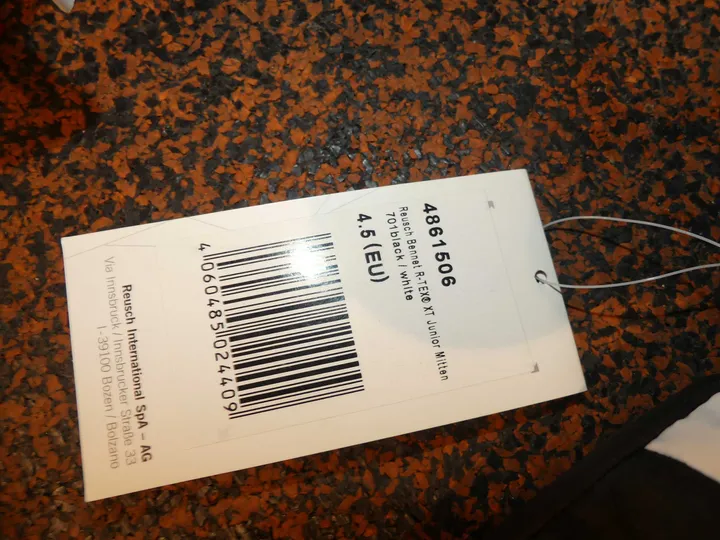 4861506
Reusch Bennet R-TEX® XT Junior Mitten
701 black / white
4.5 (EU)
4 060485 024409
Reusch International SpA – AG
Via Innsbruck / Innsbrucker Straße 33
I-39100 Bozen / Bolzano